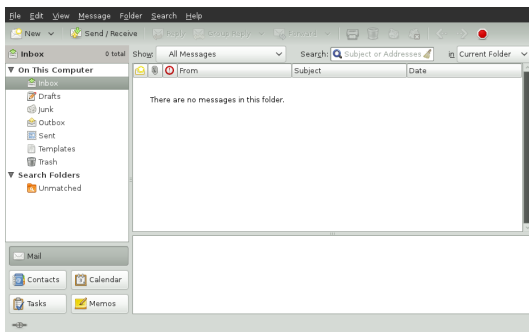 File Edit View Message Folder Search Help
New Send / Receive Reply Group Reply Forward
Inbox 0 total Show: All Messages Search: Subject or Addresses in Current Folder
On This Computer From Subject Date
Inbox
Drafts There are no messages in this folder.
Junk
Outbox
Sent
Templates
Trash
Search Folders
Unmatched
Mail
Contacts Calendar
Tasks Memos